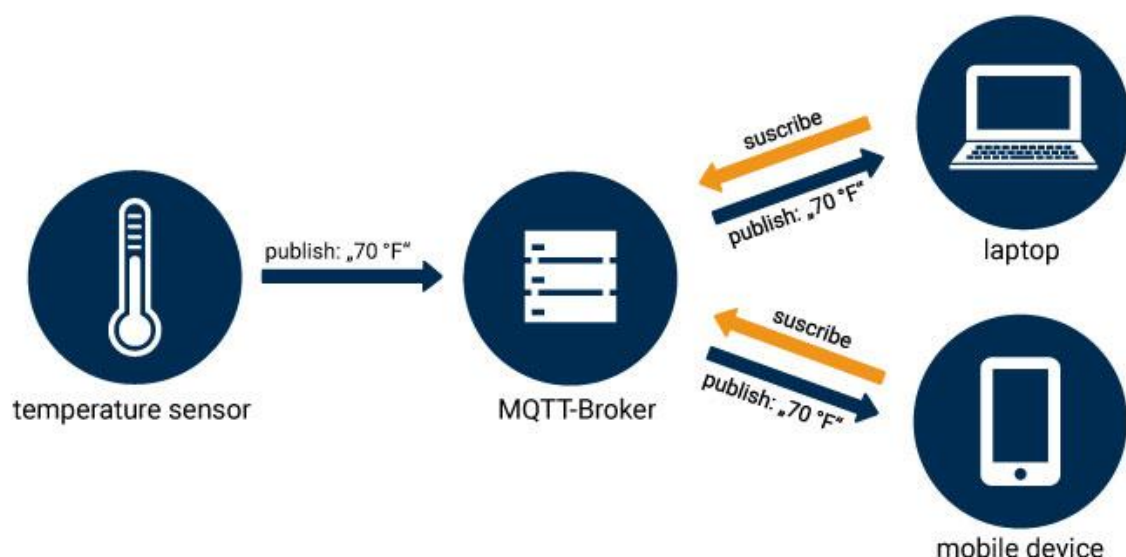 suscribe
publish: „70 °F“
laptop
publish: „70 °F“
temperature sensor
MQTT-Broker
suscribe
publish: „70 °F“
mobile device